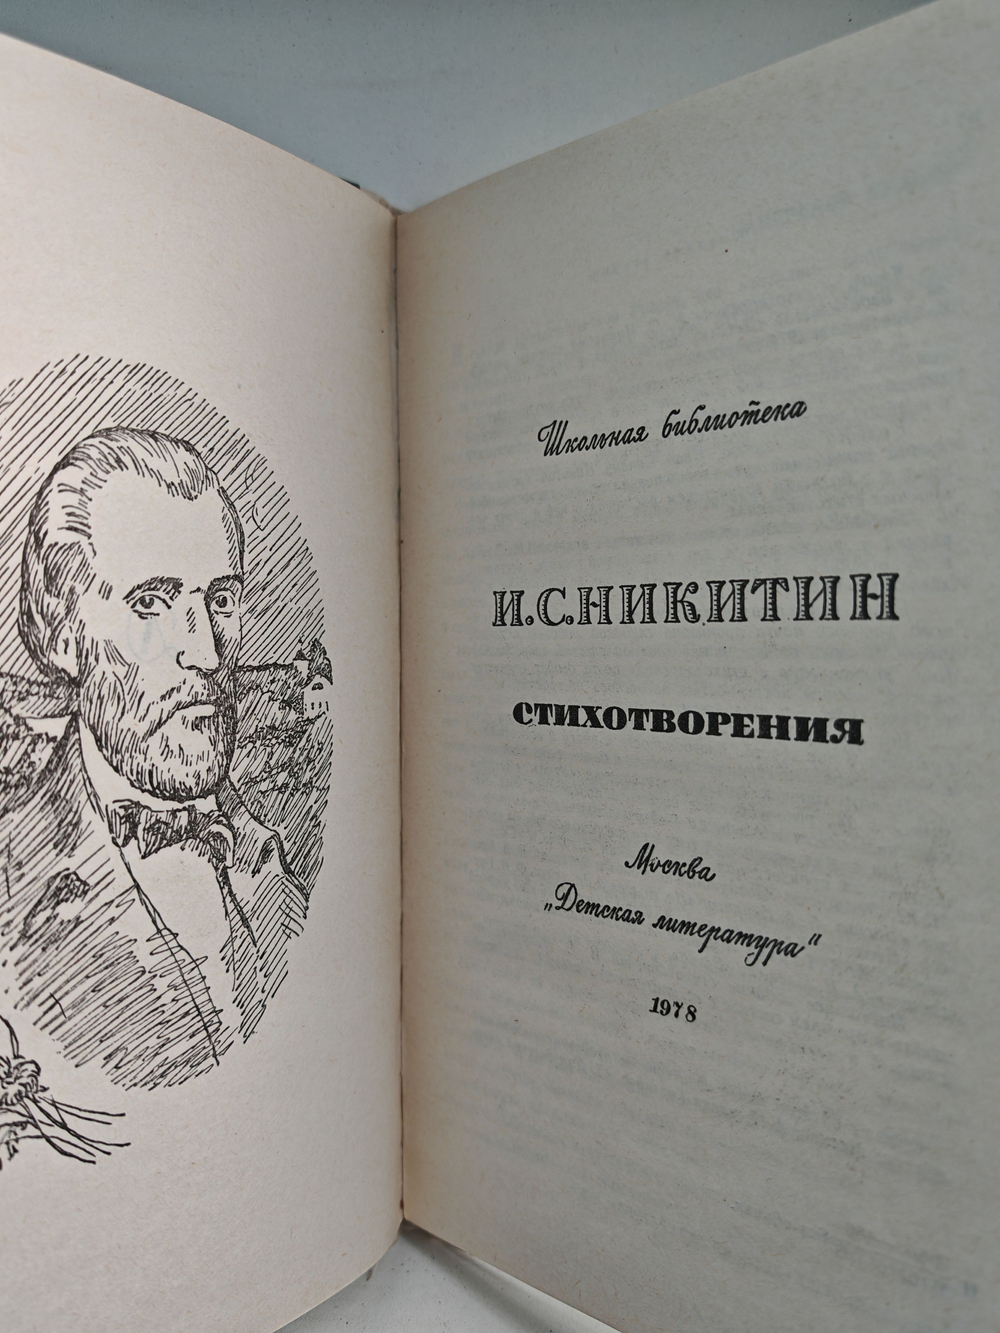 Школьная библиотека
И.С.НИКИТИН
СТИХОТВОРЕНИЯ
Москва
„Детская литература“
1978